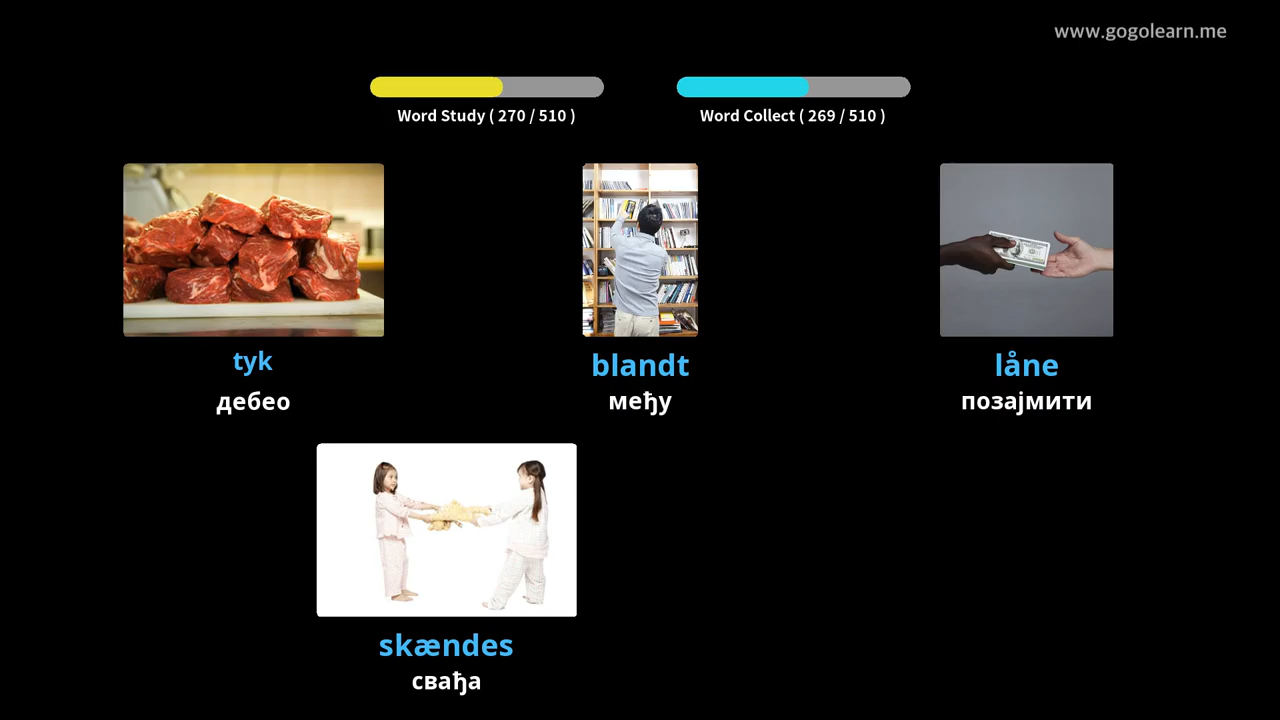 www.gogolearn.me
Word Study ( 270 / 510 )
Word Collect ( 269 / 510 )
tyk
дебео
blandt
међу
låne
позајмити
skændes
свађа